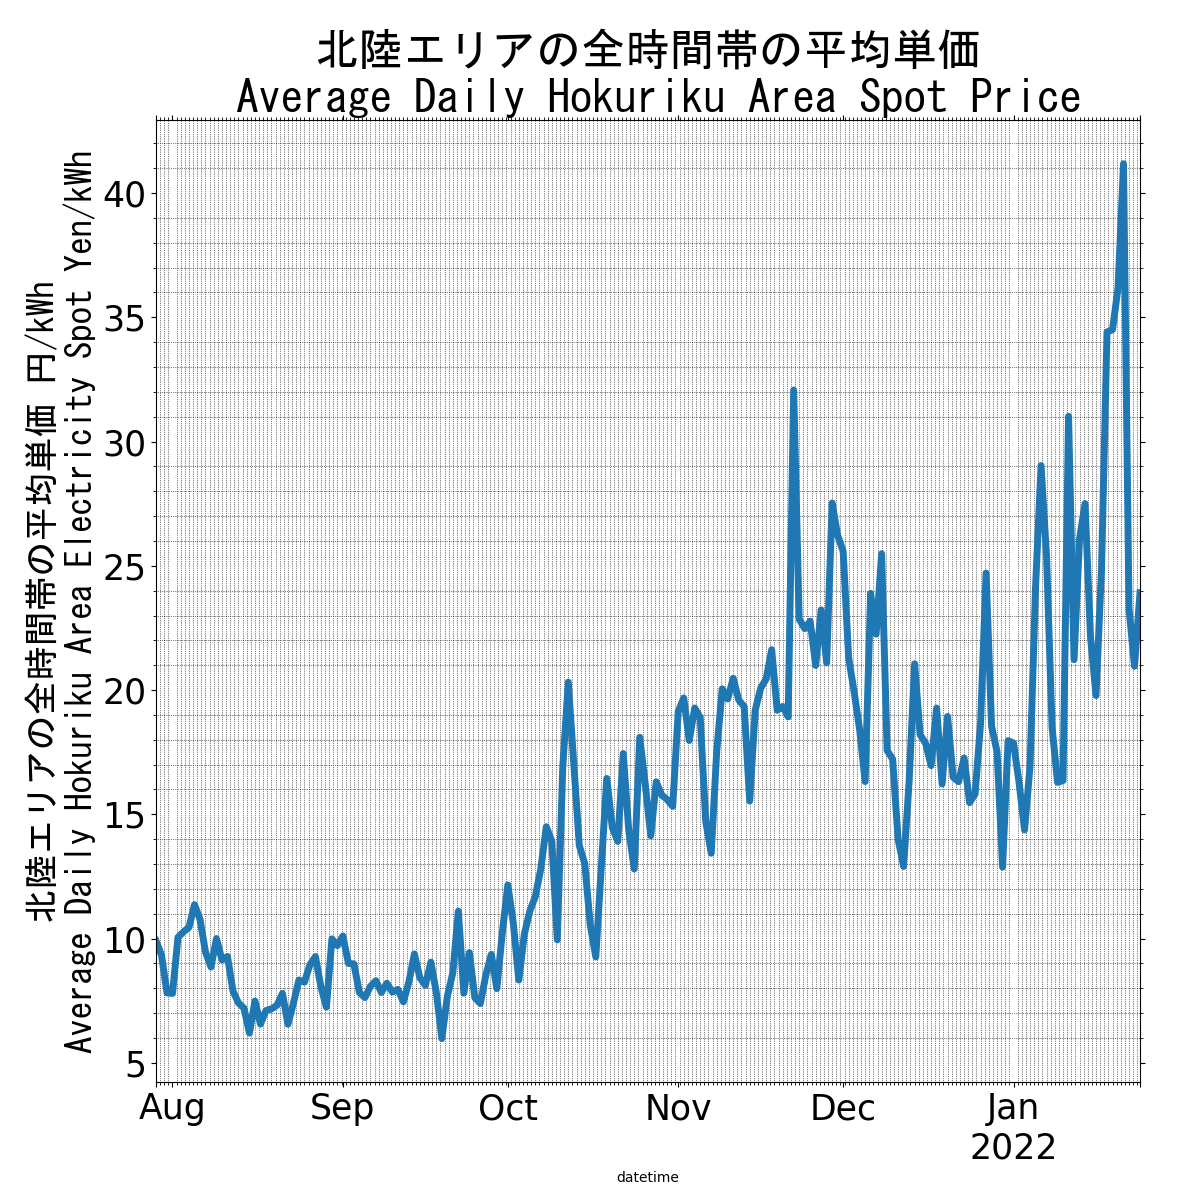 北陸エリアの全時間帯の平均単価
Average Daily Hokuriku Area Spot Price
北陸エリアの全時間帯の平均単価 円/kWh
Average Daily Hokuriku Area Electricity Spot Yen/kWh
40
35
30
25
20
15
10
5
Aug
Sep
Oct
Nov
Dec
Jan
2022
datetime